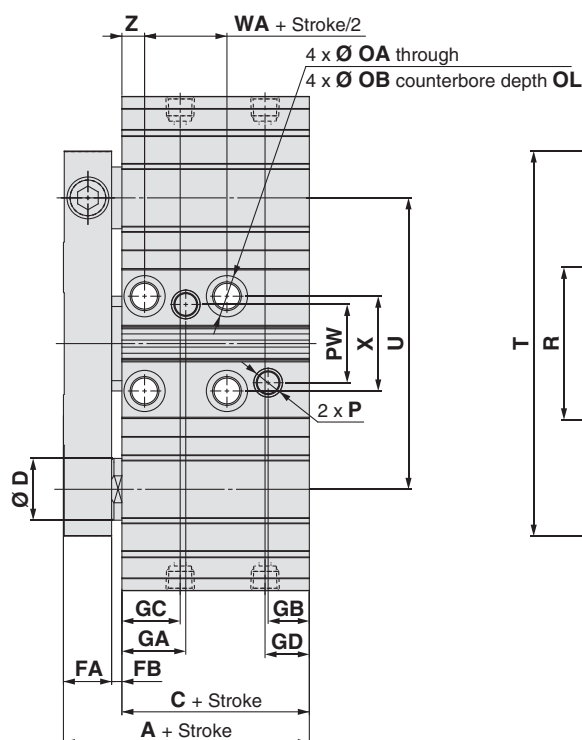 Z
WA + Stroke/2
4 x Ø OA through
4 x Ø OB counterbore depth OL
PW
X
U
T
R
2 x P
Ø D
GC
GB
GA
GD
FA
FB
C + Stroke
A + Stroke